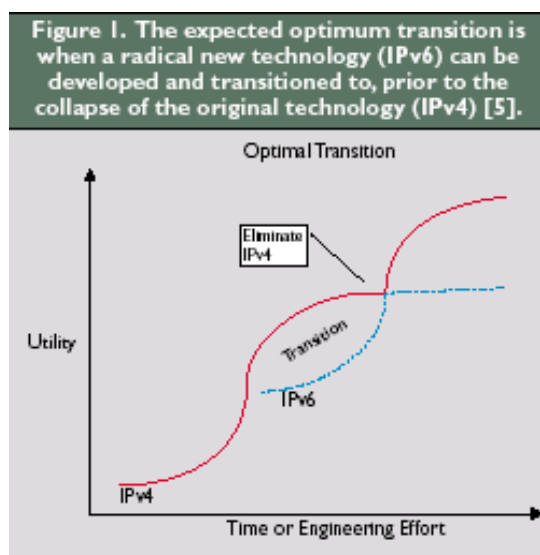 Figure 1. The expected optimum transition is
when a radical new technology (IPv6) can be
developed and transitioned to, prior to the
collapse of the original technology (IPv4) [5].
Optimal Transition
Eliminate
IPv4
Utility
Transition
IPv6
IPv4
Time or Engineering Effort